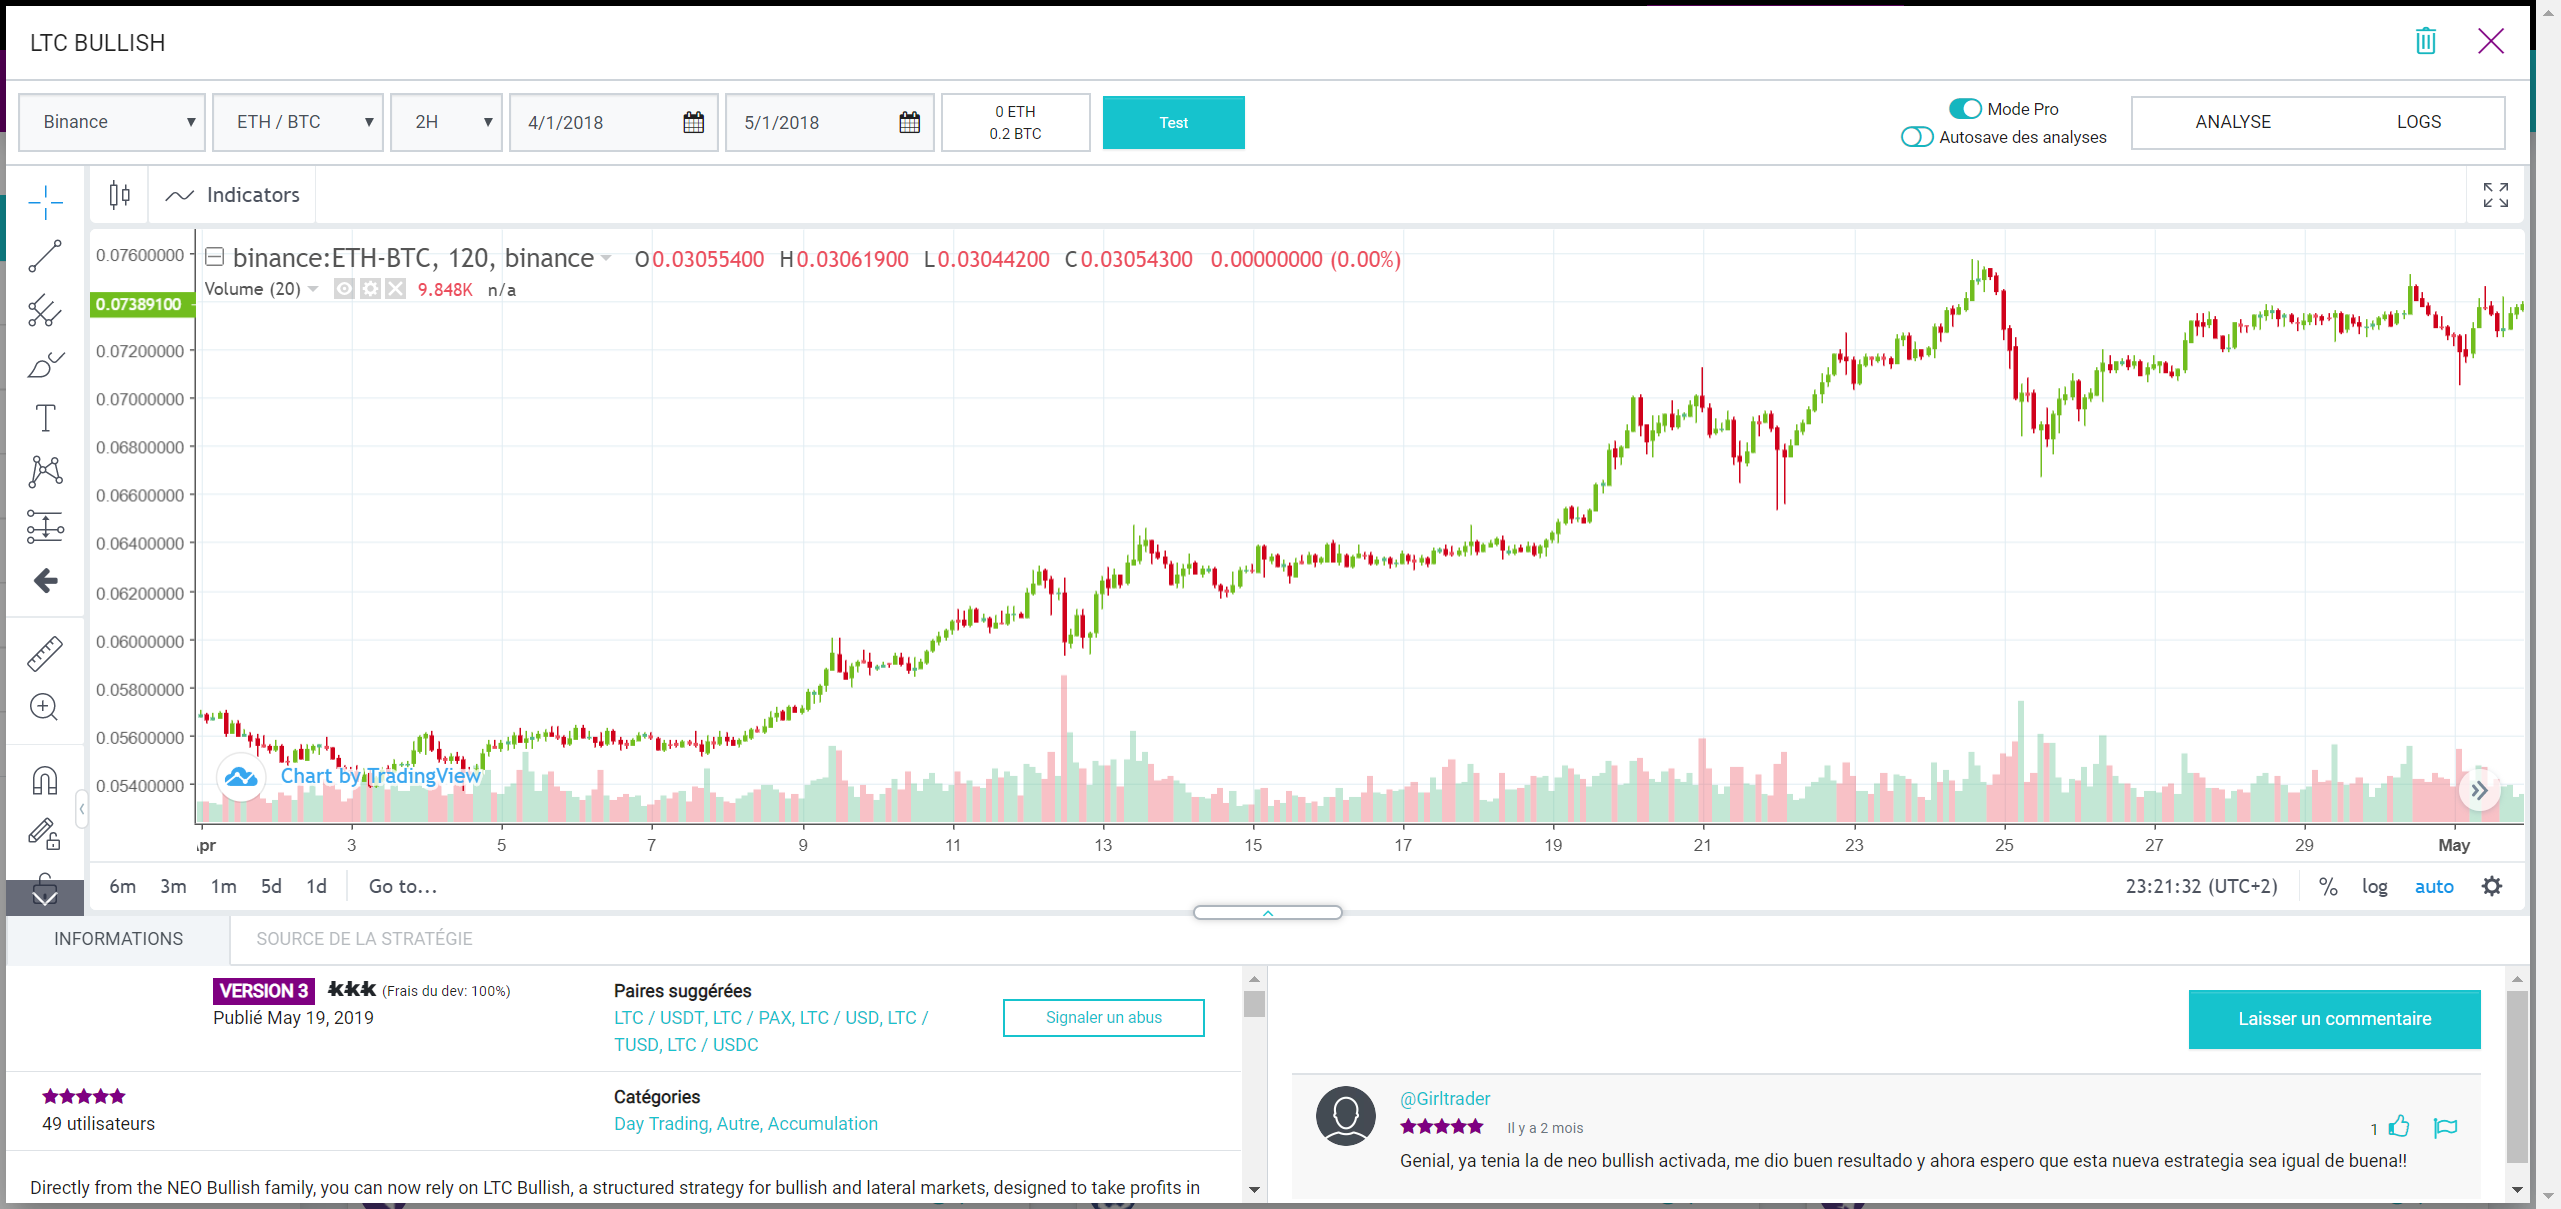 LTC BULLISH
Binance
ETH / BTC
2H
4/1/2018
5/1/2018
0 ETH
0.2 BTC
Test
Mode Pro
Autosave des analyses
ANALYSE
LOGS
Indicators
binance:ETH-BTC, 120, binance
O0.03055400 H0.03061900 L0.03044200 C0.03054300 0.00000000 (0.00%)
Volume (20) 9.848K n/a
0.07600000
0.07389100
0.07200000
0.07000000
0.06800000
0.06600000
0.06400000
0.06200000
0.06000000
0.05800000
0.05600000
0.05400000
Chart by TradingView
pr 3 5 7 9 11 13 15 17 19 21 23 25 27 29 May
6m 3m 1m 5d 1d Go to...
23:21:32 (UTC+2) % log auto
INFORMATIONS
SOURCE DE LA STRATÉGIE
VERSION 3 kkk (Frais du dev: 100%)
Publié May 19, 2019
Paires suggérées
LTC / USDT, LTC / PAX, LTC / USD, LTC /
TUSD, LTC / USDC
Signaler un abus
49 utilisateurs
Catégories
Day Trading, Autre, Accumulation
Directly from the NEO Bullish family, you can now rely on LTC Bullish, a structured strategy for bullish and lateral markets, designed to take profits in
Laisser un commentaire
@Girltrader
Il y a 2 mois
1
Genial, ya tenia la de neo bullish activada, me dio buen resultado y ahora espero que esta nueva estrategia sea igual de buena!!